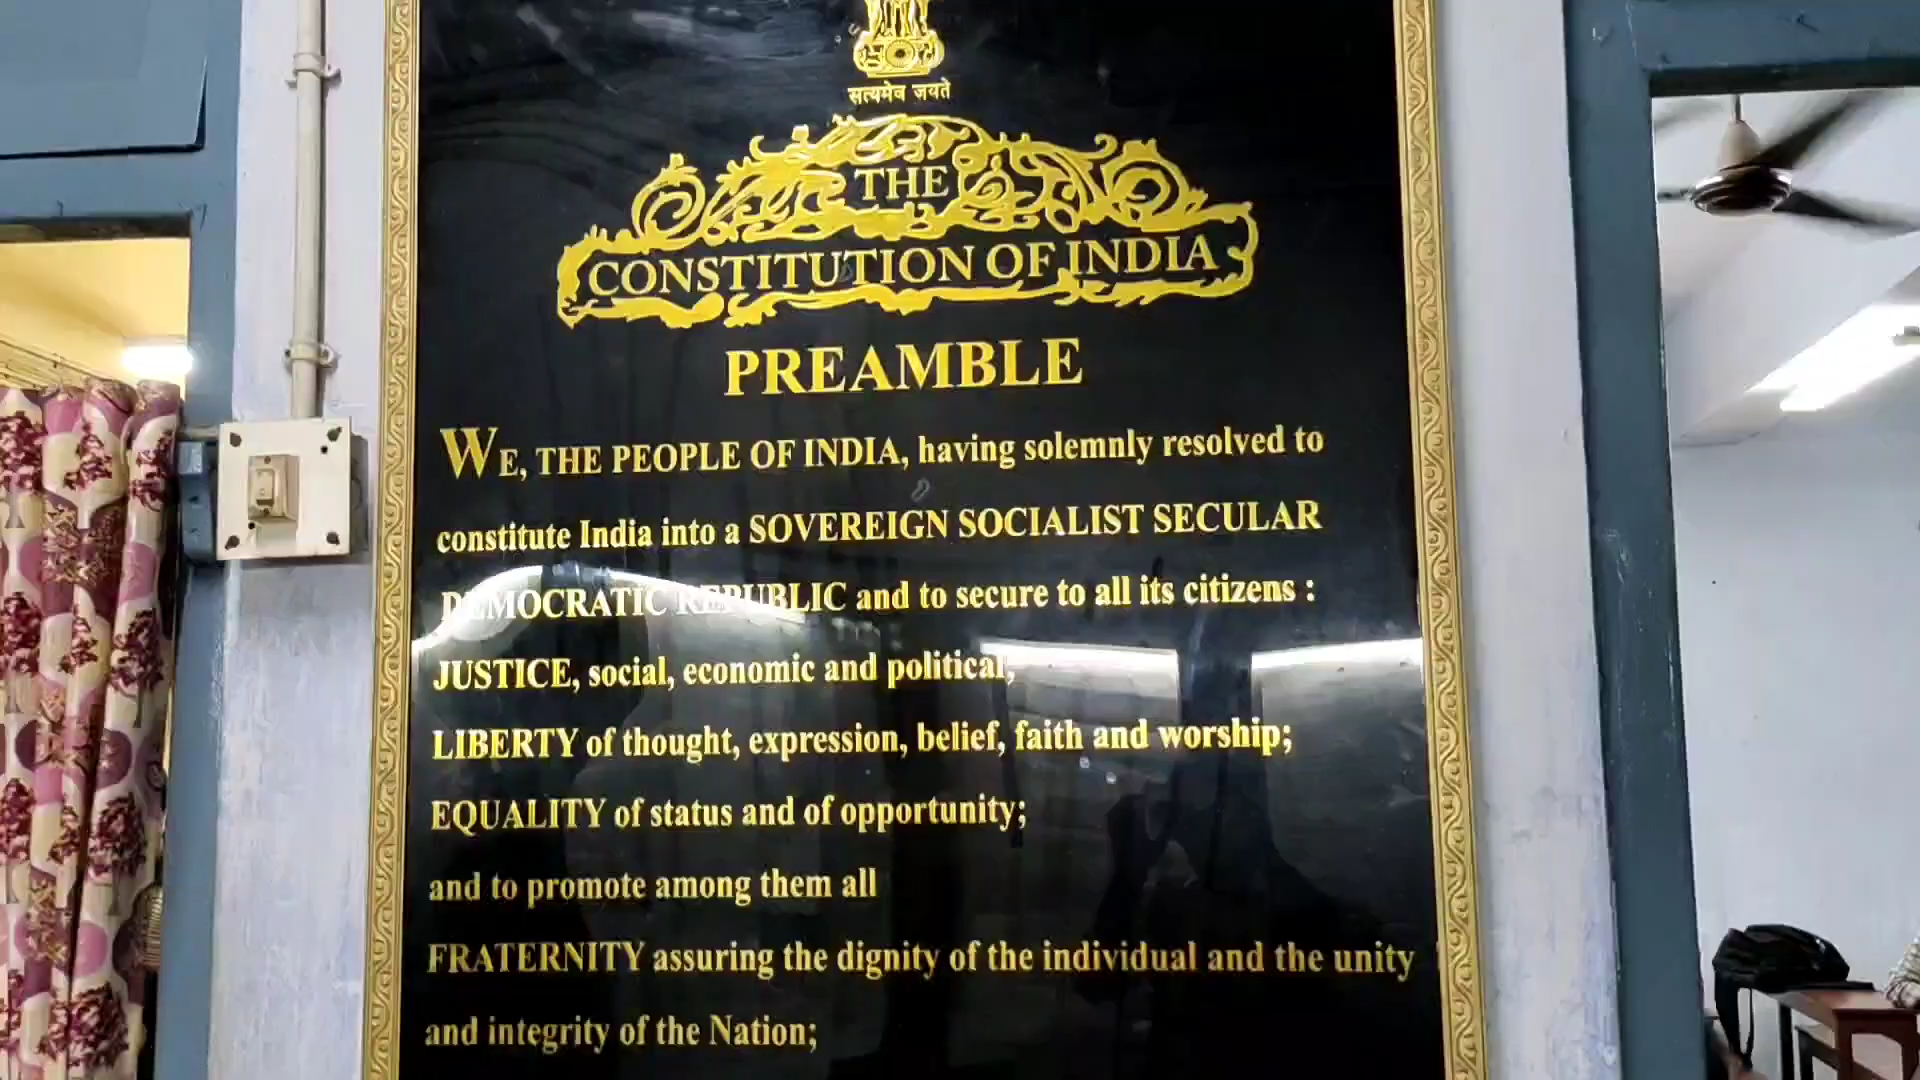 सत्यमेव जयते
THE
CONSTITUTION OF INDIA
PREAMBLE
WE, THE PEOPLE OF INDIA, having solemnly resolved to
constitute India into a SOVEREIGN SOCIALIST SECULAR
DEMOCRATIC REPUBLIC and to secure to all its citizens :
JUSTICE, social, economic and political,
LIBERTY of thought, expression, belief, faith and worship;
EQUALITY of status and of opportunity;
and to promote among them all
FRATERNITY assuring the dignity of the individual and the unity
and integrity of the Nation;